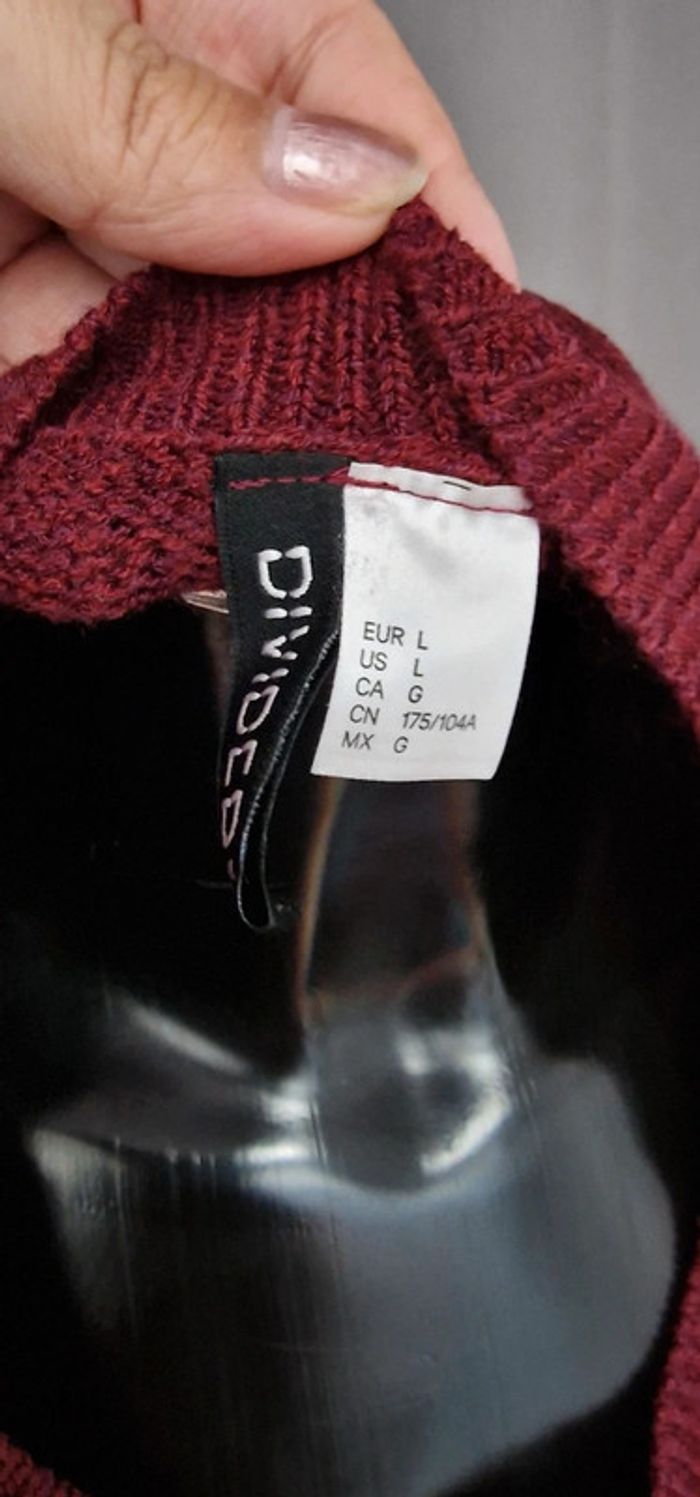 DIVIDED
EUR L
US L
CA G
CN 175/104A
MX G